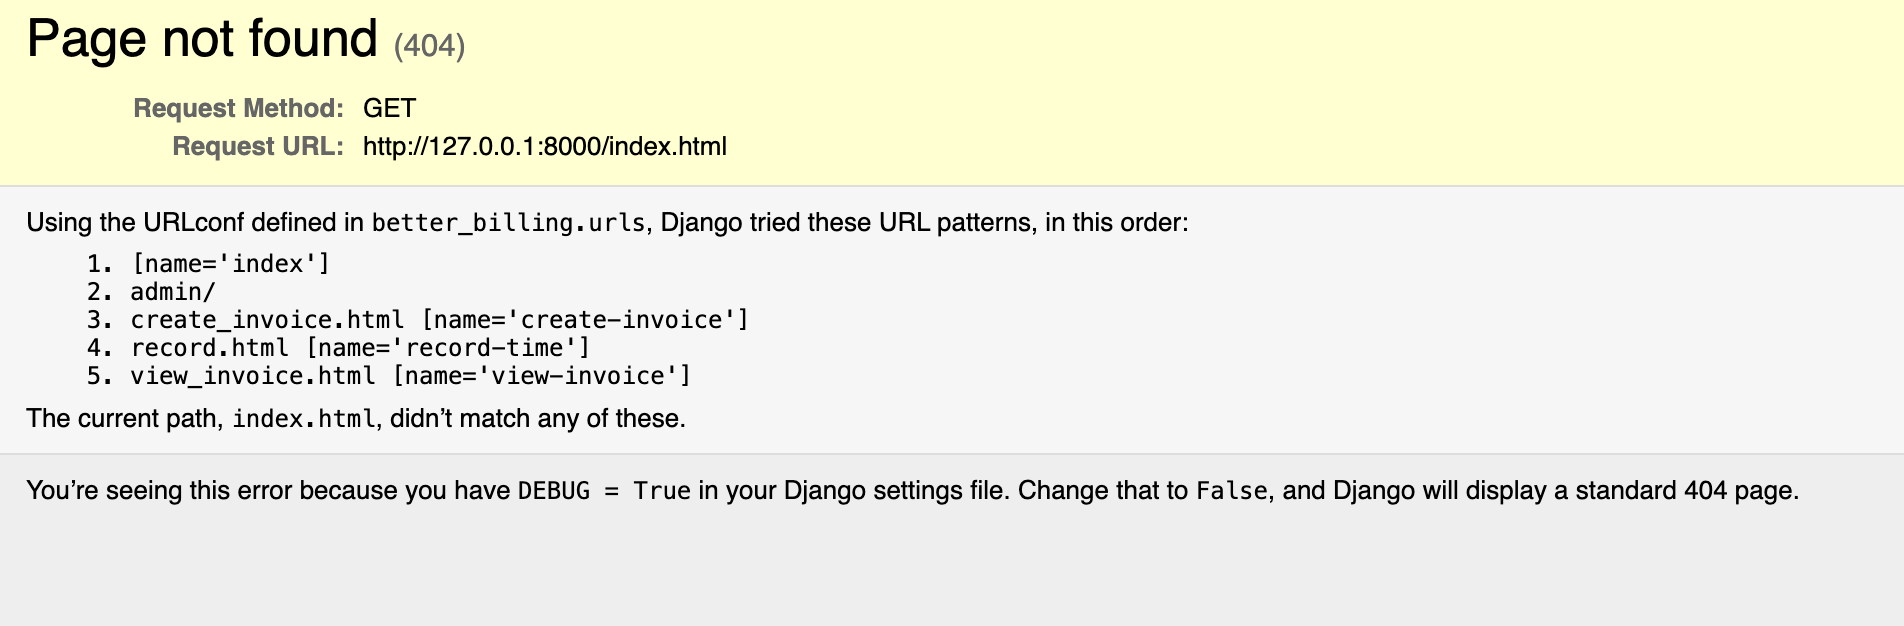 Page not found (404)
Request Method: GET
Request URL: http://127.0.0.1:8000/index.html
Using the URLconf defined in better_billing.urls, Django tried these URL patterns, in this order:
1. [name='index']
2. admin/
3. create_invoice.html [name='create-invoice']
4. record.html [name='record-time']
5. view_invoice.html [name='view-invoice']
The current path, index.html, didn’t match any of these.
You’re seeing this error because you have DEBUG = True in your Django settings file. Change that to False, and Django will display a standard 404 page.